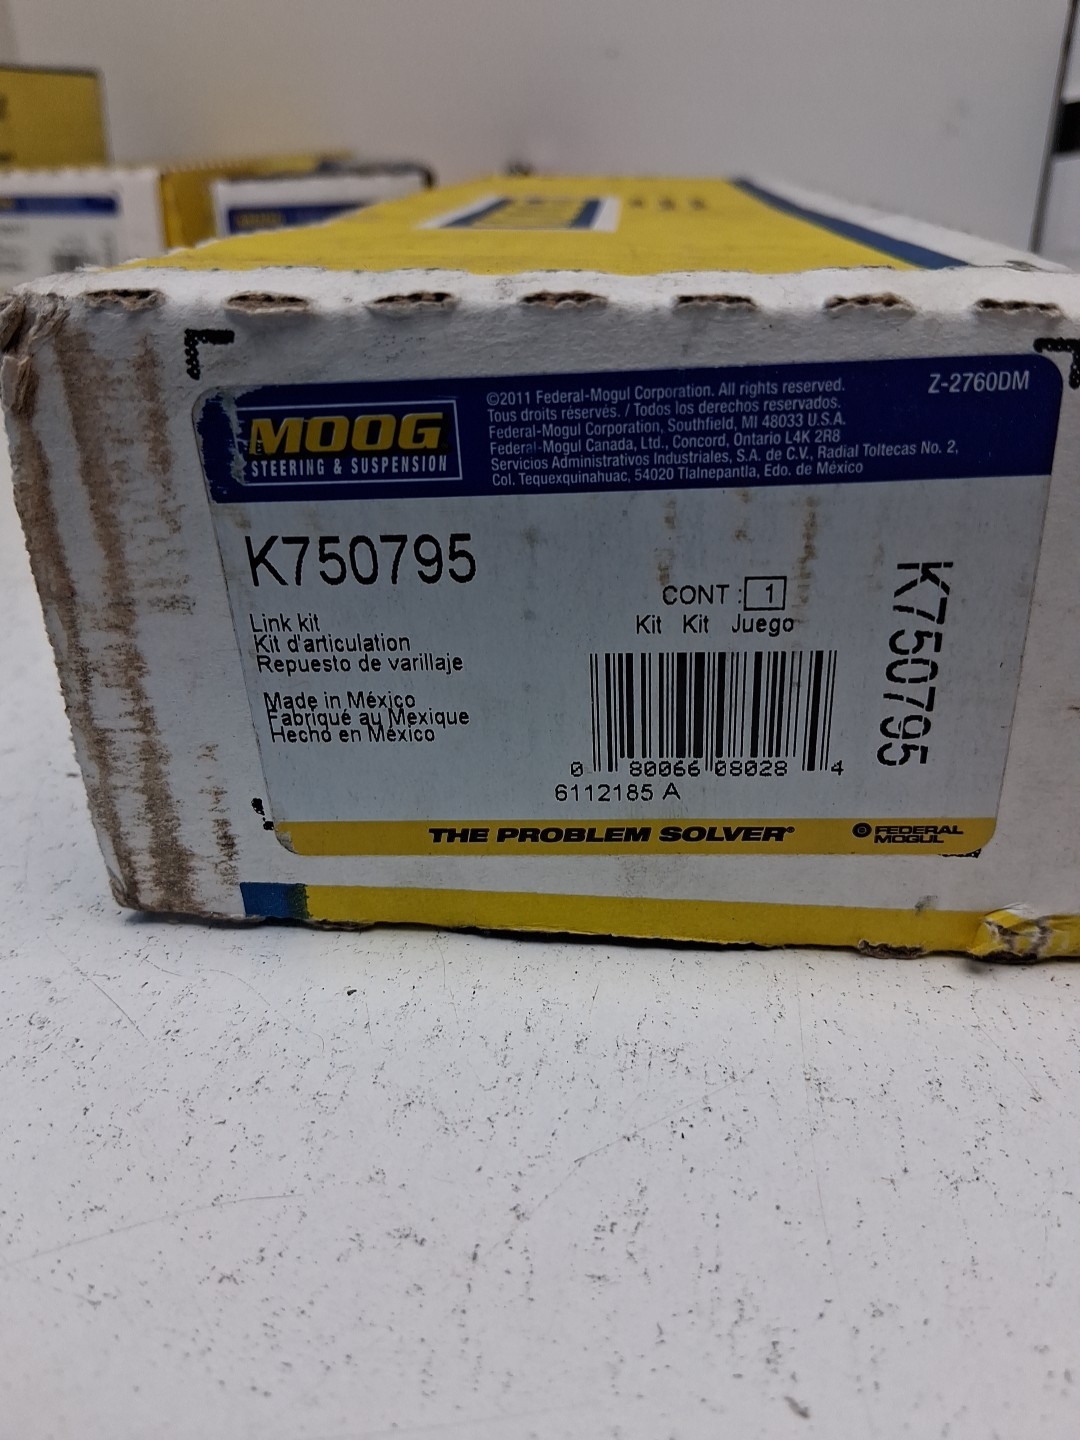 MOOG
STEERING & SUSPENSION
©2011 Federal-Mogul Corporation. All rights reserved.
Tous droits réservés. / Todos los derechos reservados.
Federal-Mogul Corporation, Southfield, MI 48033 U.S.A.
Federal-Mogul Canada, Ltd., Concord, Ontario L4K 2R8
Servicios Administrativos Industriales, S.A. de C.V., Radial Toltecas No. 2,
Col. Tequexquinahuac, 54020 Tlalnepantla, Edo. de México
Z-2760DM
K750795
Link kit
Kit d'articulation
Repuesto de varillaje
Made in México
Fabriqué au Mexique
Hecho en México
CONT : 1
Kit Kit Juego
0 80066 08028 4
6112185 A
K750795
THE PROBLEM SOLVER®
FEDERAL
MOGUL